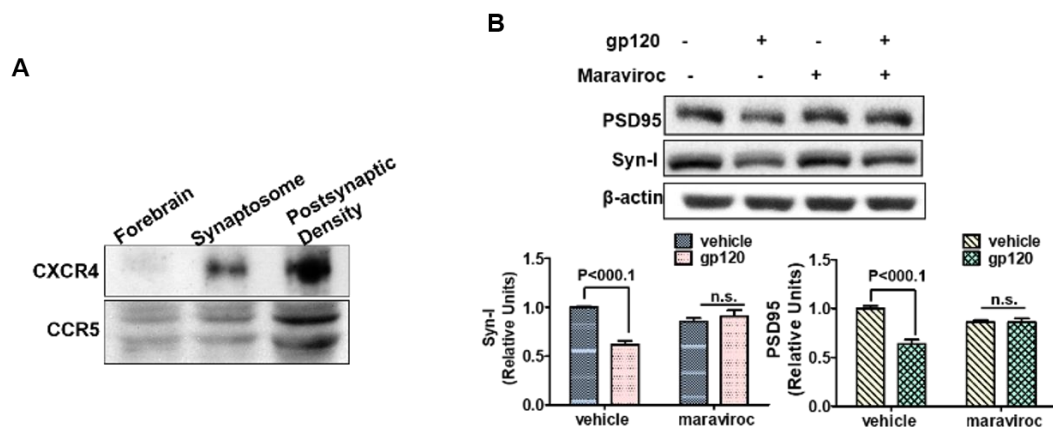 A
Forebrain
Synaptosome
Postsynaptic
Density
CXCR4
CCR5
B
gp120 - + - +
Maraviroc - - + +
PSD95
Syn-I
β-actin
vehicle
gp120
P<000.1
n.s.
Syn-I
(Relative Units)
1.5
1.0
0.5
0.0
vehicle maraviroc
vehicle
gp120
P<000.1
n.s.
PSD95
(Relative Units)
1.5
1.0
0.5
0.0
vehicle maraviroc